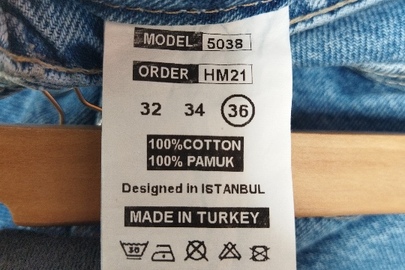 MODEL 5038
ORDER HM21
32 34 36
100%COTTON
100% PAMUK
Designed in ISTANBUL
MADE IN TURKEY
30